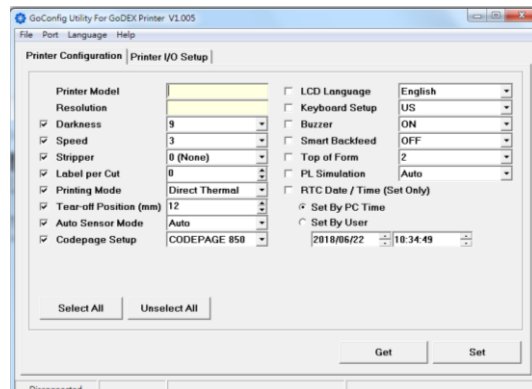 GoConfig Utility For GoDEX Printer V1.005
File Port Language Help
Printer Configuration
Printer I/O Setup
Printer Model
Resolution
Darkness 9
Speed 3
Stripper 0 (None)
Label per Cut 0
Printing Mode Direct Thermal
Tear-off Position (mm) 12
Auto Sensor Mode Auto
Codepage Setup CODEPAGE 850
LCD Language English
Keyboard Setup US
Buzzer ON
Smart Backfeed OFF
Top of Form 2
PL Simulation Auto
RTC Date / Time (Set Only)
Set By PC Time
Set By User
2018/06/22 10:34:49
Select All
Unselect All
Get
Set
Disconnected